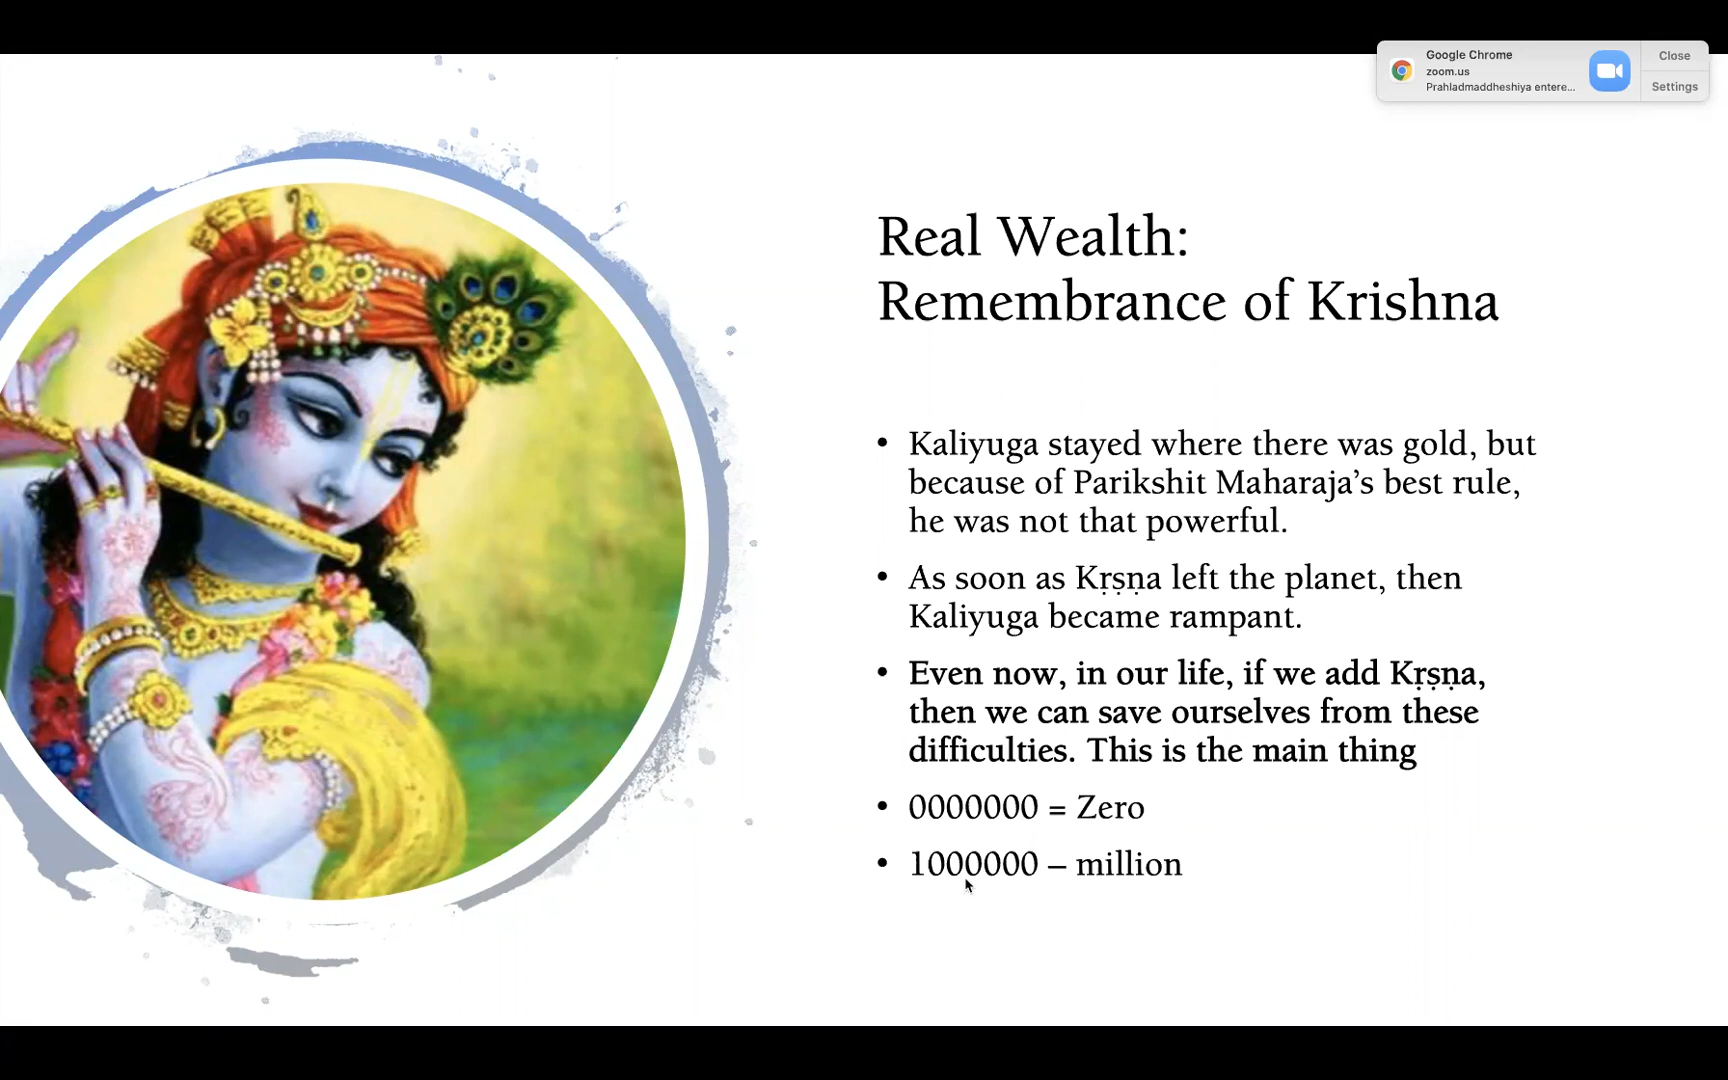 Google Chrome
zoom.us
Prahladmaddheshiya entere...
Close
Settings
Real Wealth:
Remembrance of Krishna
• Kaliyuga stayed where there was gold, but
because of Parikshit Maharaja’s best rule,
he was not that powerful.
• As soon as Kṛṣṇa left the planet, then
Kaliyuga became rampant.
• Even now, in our life, if we add Kṛṣṇa,
then we can save ourselves from these
difficulties. This is the main thing
• 0000000 = Zero
• 1000000 – million